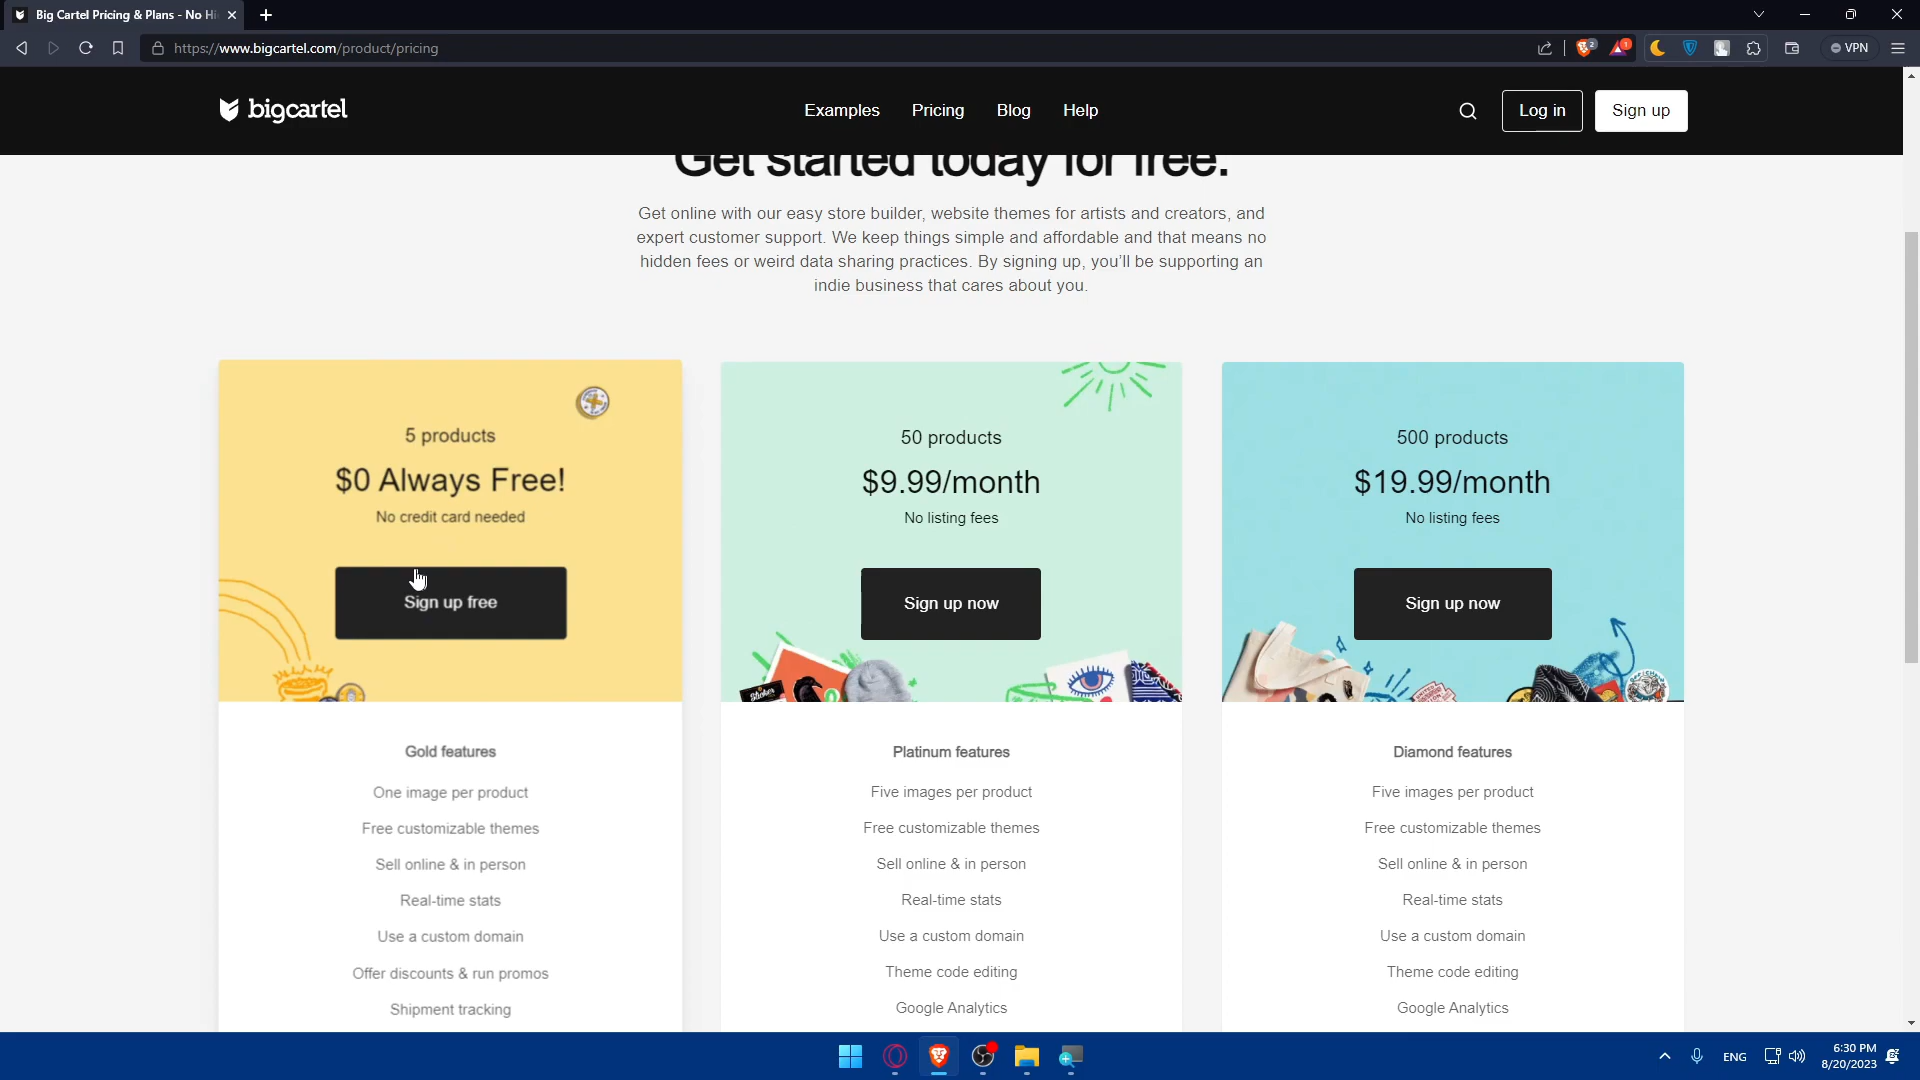 Big Cartel Pricing & Plans - No Hi
https://www.bigcartel.com/product/pricing
2
1
VPN
bigcartel
Examples
Pricing
Blog
Help
Log in
Sign up
Get started today for free.
Get online with our easy store builder, website themes for artists and creators, and
expert customer support. We keep things simple and affordable and that means no
hidden fees or weird data sharing practices. By signing up, you'll be supporting an
indie business that cares about you.
5 products
$0 Always Free!
No credit card needed
Sign up free
50 products
$9.99/month
No listing fees
Sign up now
Sticker
500 products
$19.99/month
No listing fees
Sign up now
Gold features
One image per product
Free customizable themes
Sell online & in person
Real-time stats
Use a custom domain
Offer discounts & run promos
Shipment tracking
Platinum features
Five images per product
Free customizable themes
Sell online & in person
Real-time stats
Use a custom domain
Theme code editing
Google Analytics
Diamond features
Five images per product
Free customizable themes
Sell online & in person
Real-time stats
Use a custom domain
Theme code editing
Google Analytics
ENG
6:30 PM
8/20/2023